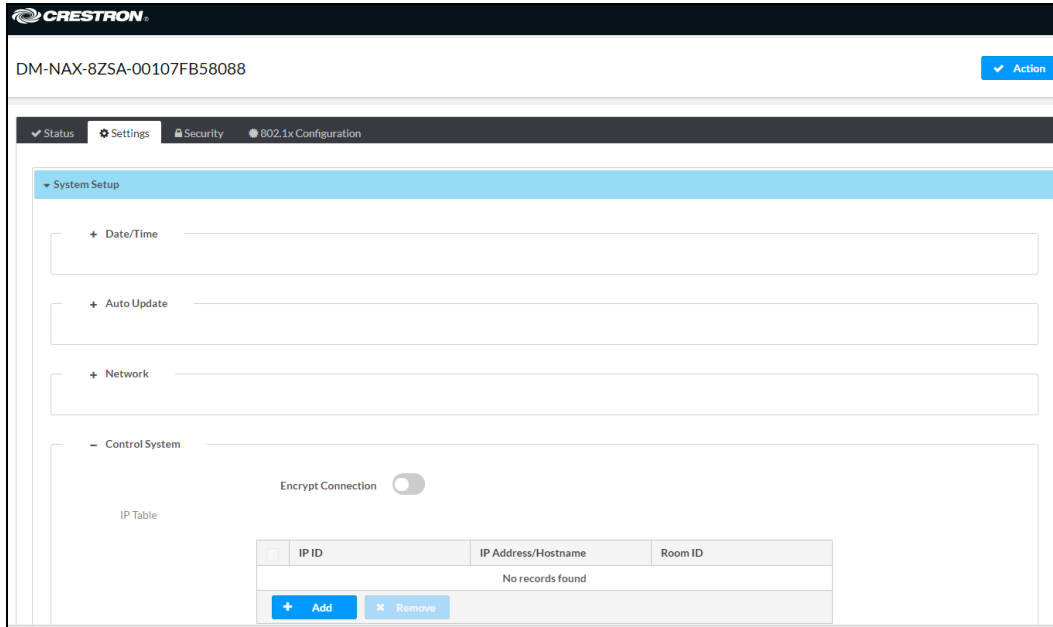 CRESTRON®
DM-NAX-8ZSA-00107FB58088
Action
Status Settings Security 802.1x Configuration
System Setup
+ Date/Time
+ Auto Update
+ Network
− Control System
Encrypt Connection
IP Table
IP ID IP Address/Hostname Room ID
No records found
+ Add × Remove